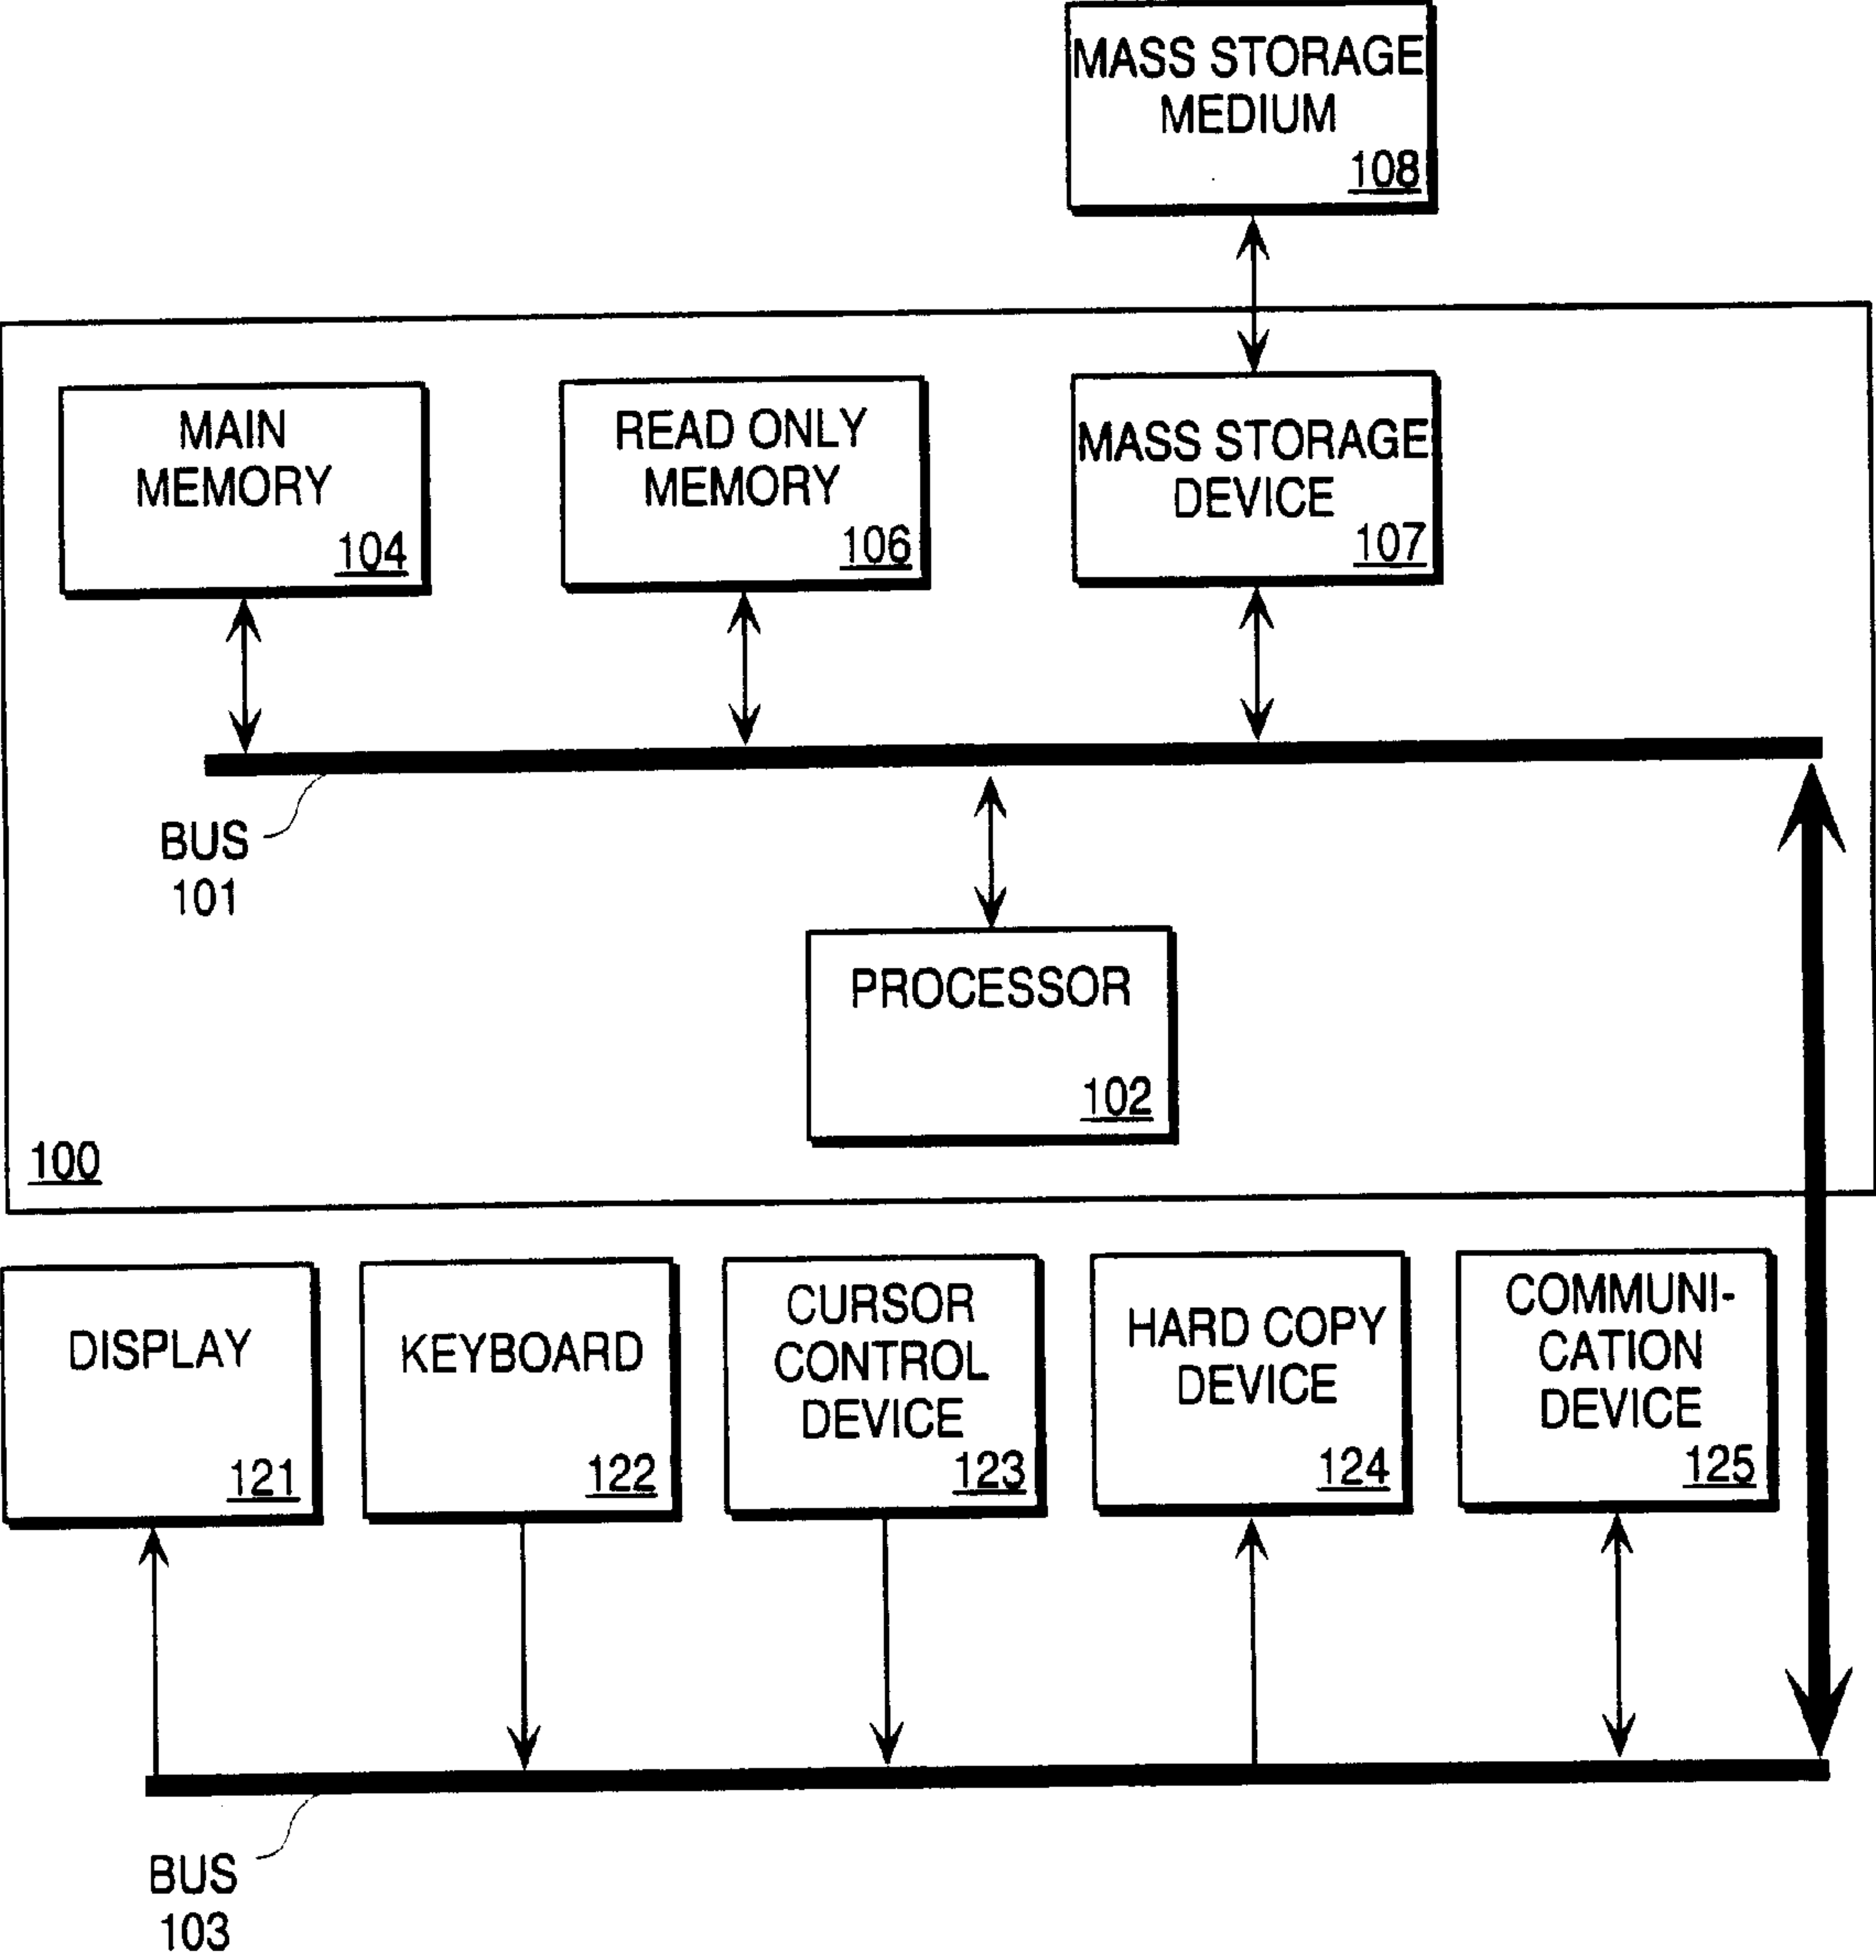 MASS STORAGE
MEDIUM
108
MAIN
MEMORY
104
READ ONLY
MEMORY
106
MASS STORAGE
DEVICE
107
BUS
101
PROCESSOR
102
100
DISPLAY
121
KEYBOARD
122
CURSOR
CONTROL
DEVICE
123
HARD COPY
DEVICE
124
COMMUNI-
CATION
DEVICE
125
BUS
103